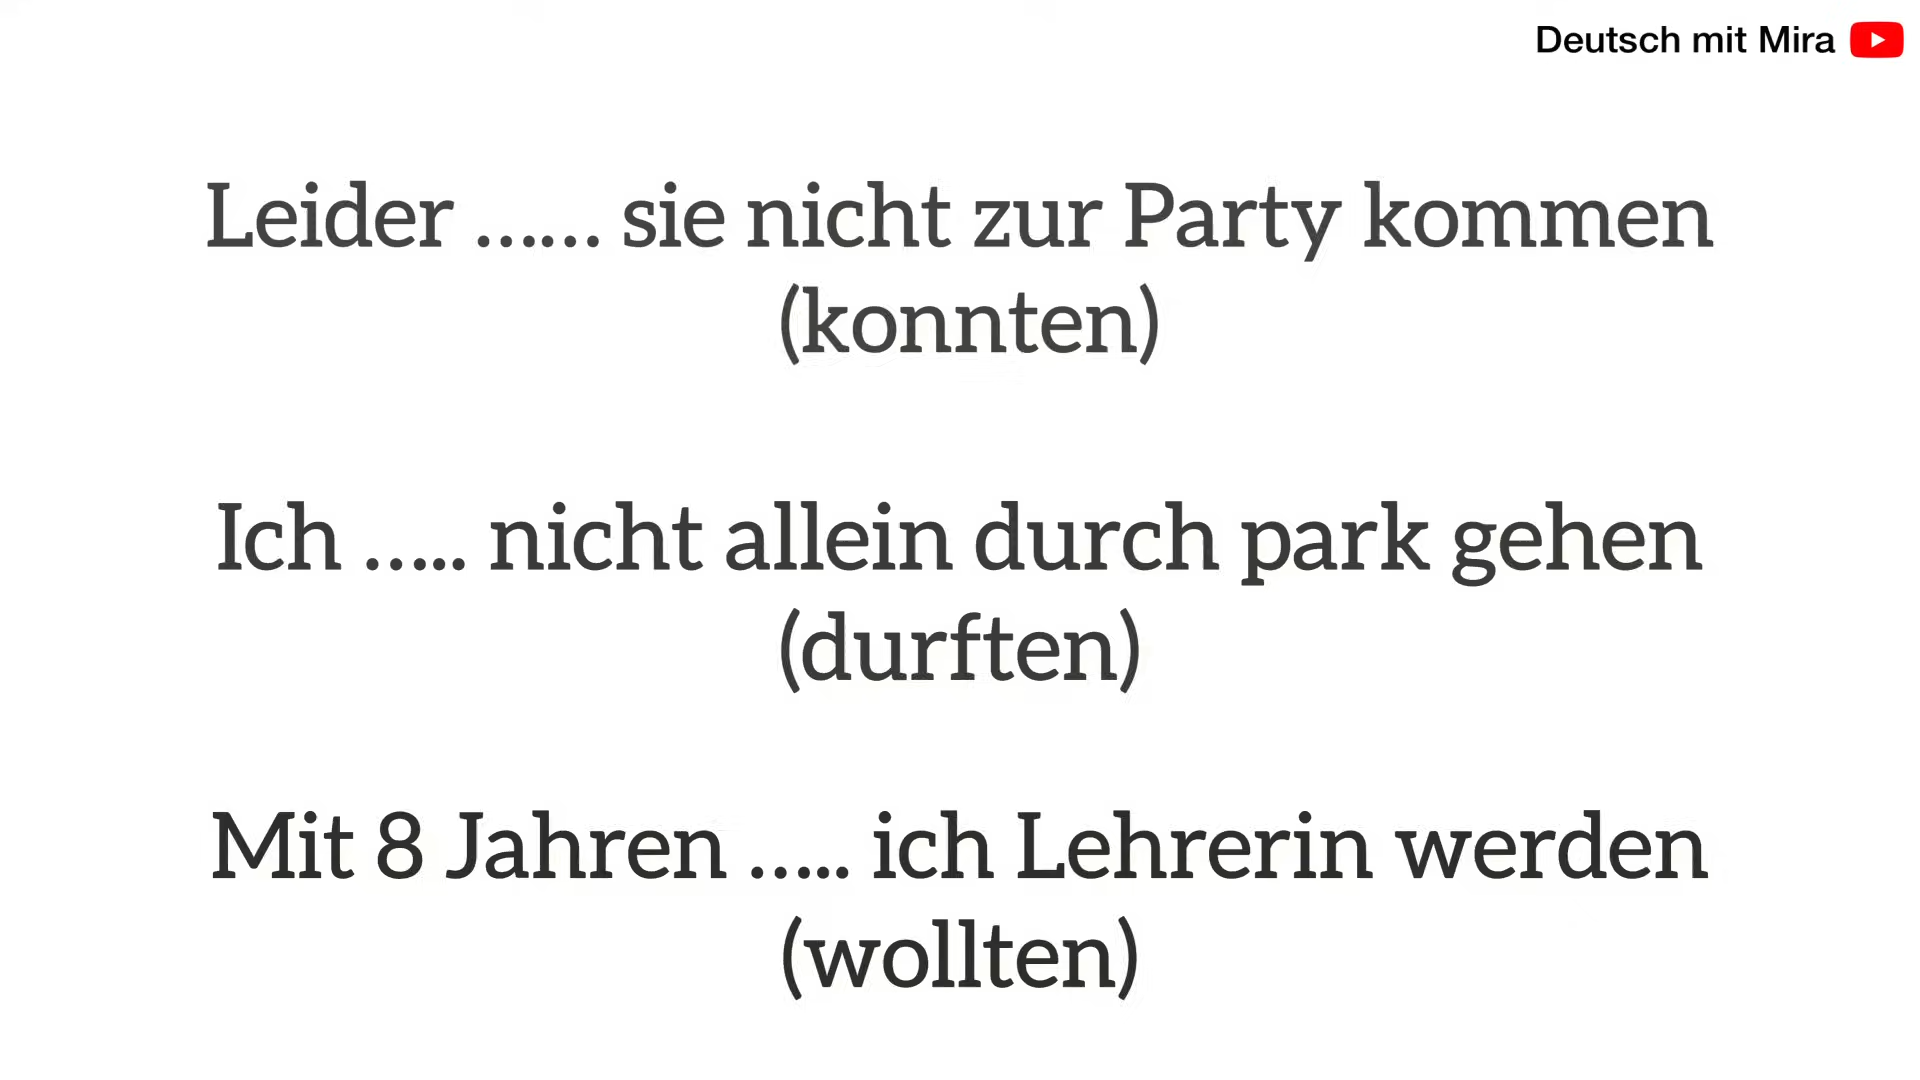 Deutsch mit Mira
Leider ...... sie nicht zur Party kommen
(konnten)
Ich ..... nicht allein durch park gehen
(durften)
Mit 8 Jahren ..... ich Lehrerin werden
(wollten)